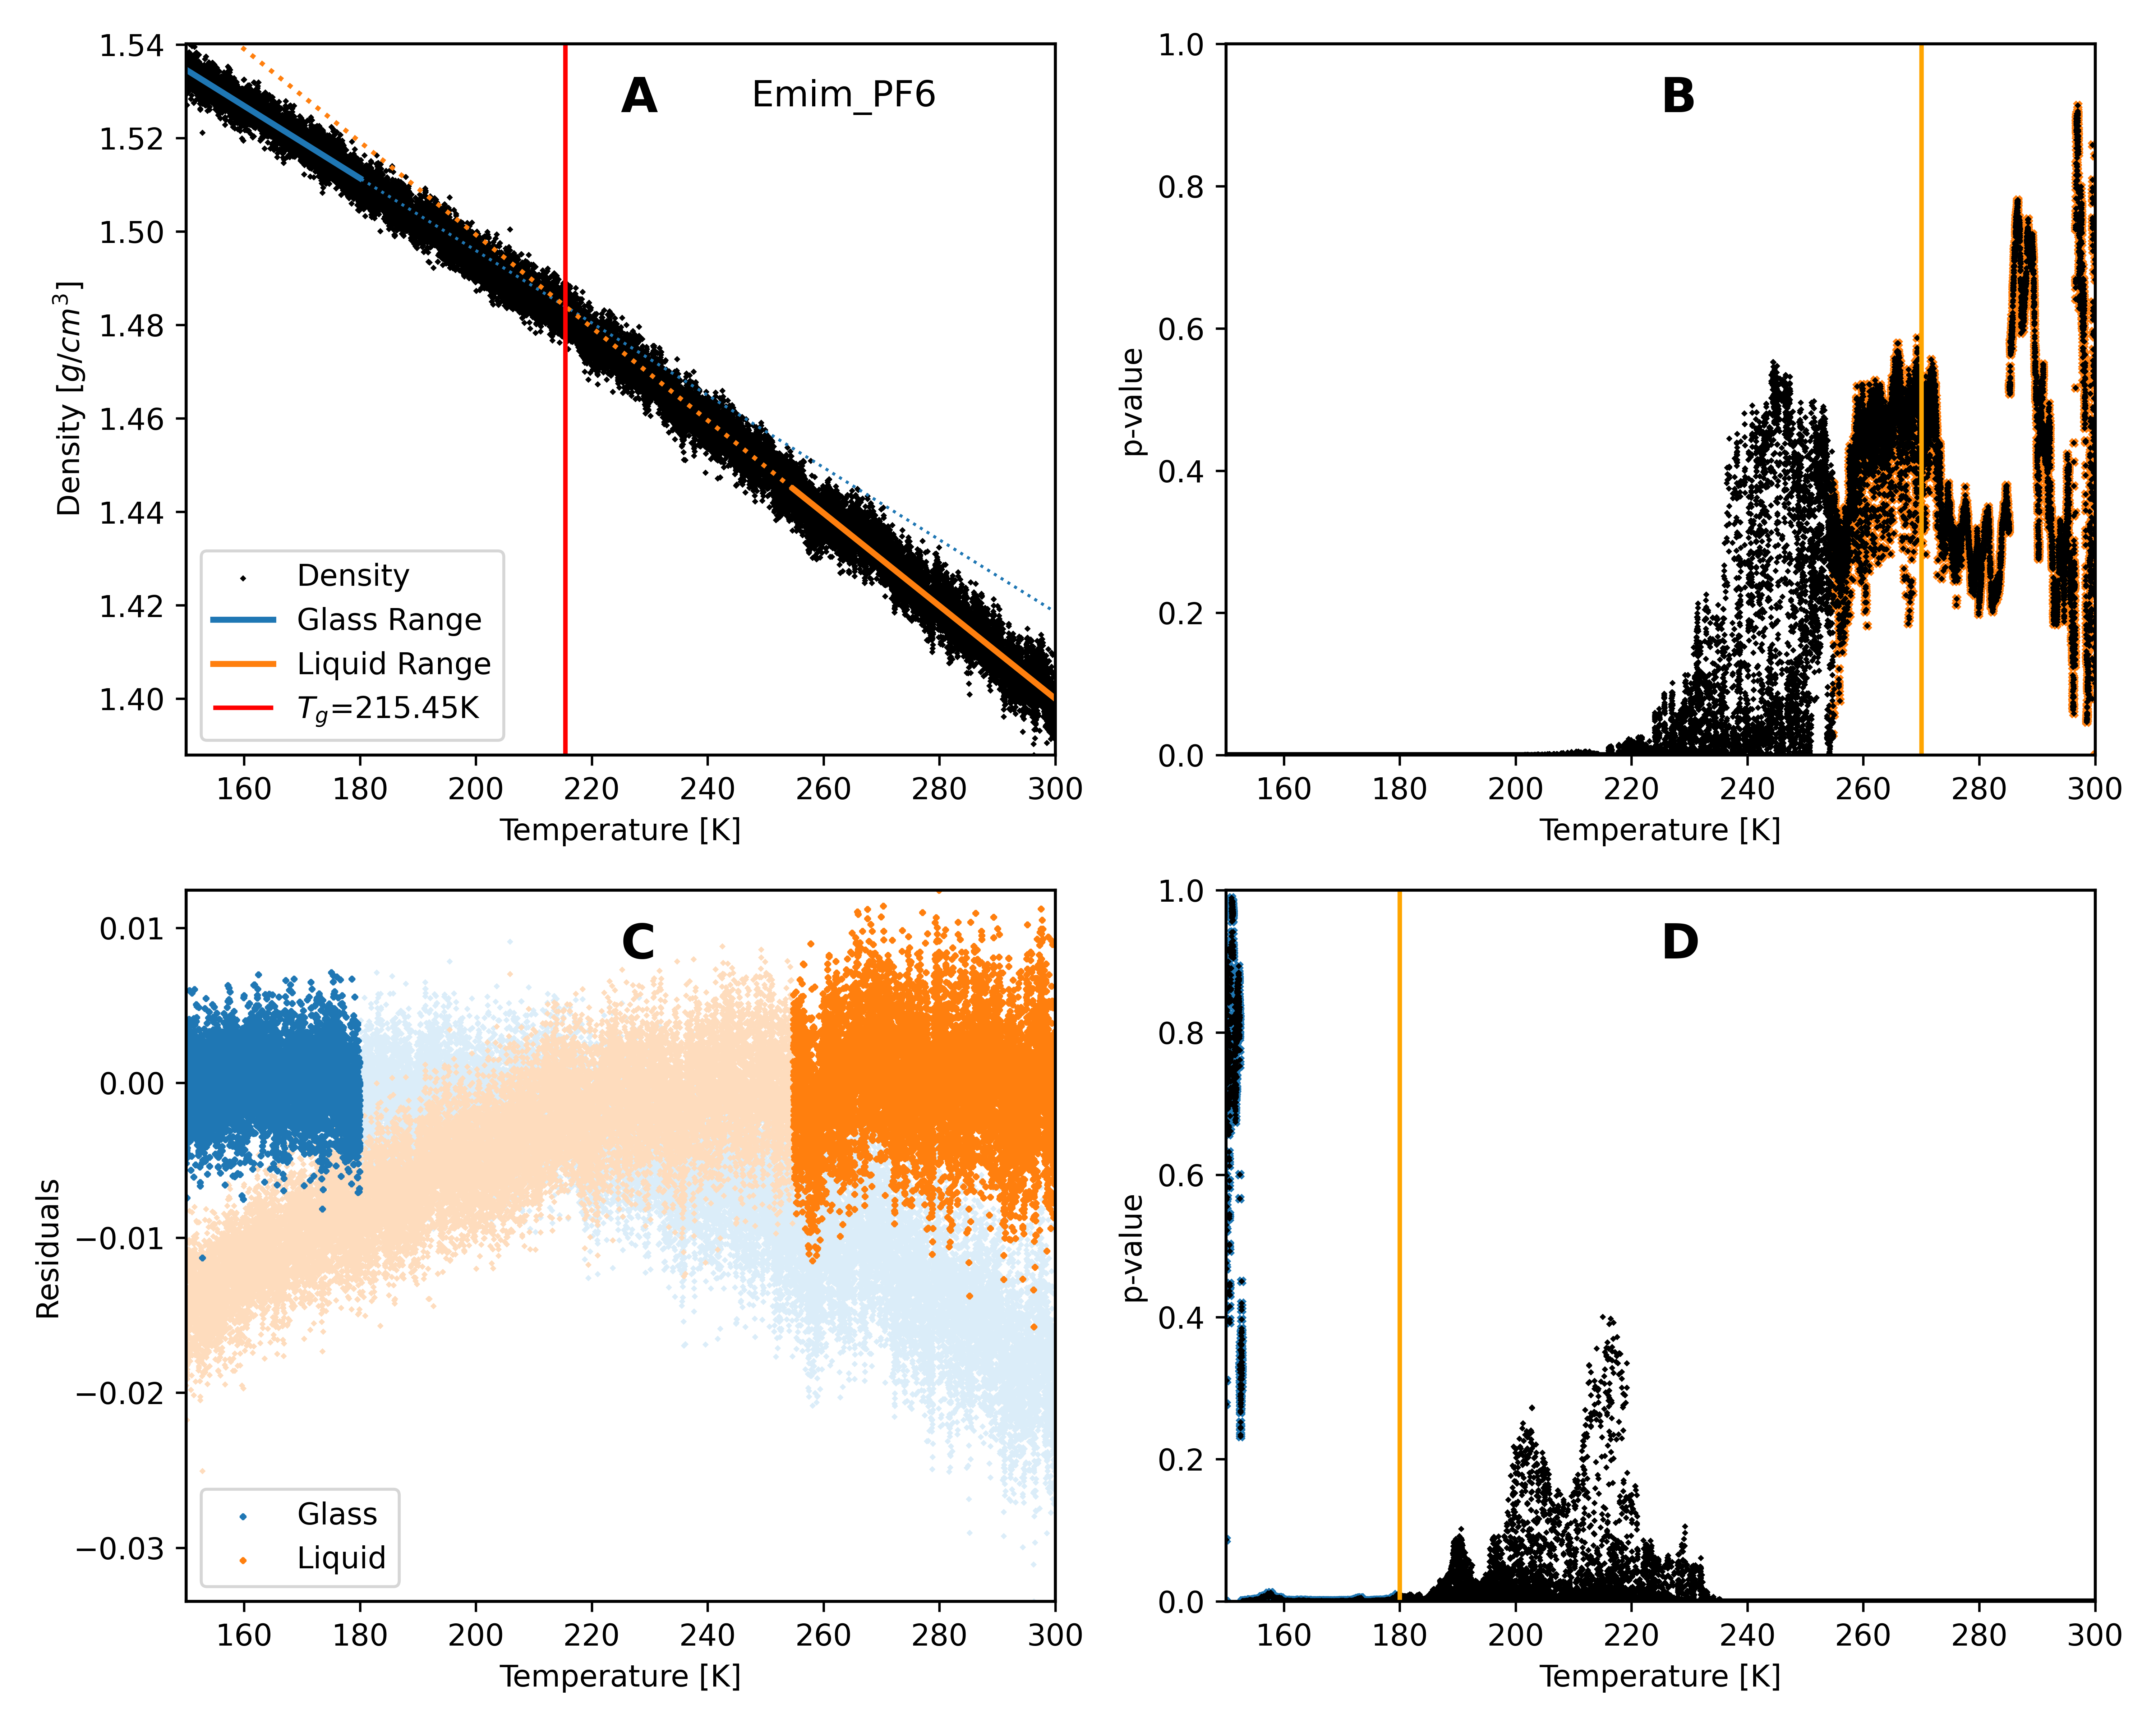 A
Emim_PF6
1.54
1.52
1.50
1.48
1.46
1.44
1.42
1.40
Density [g/cm³]
Density
Glass Range
Liquid Range
T_g=215.45K
160 180 200 220 240 260 280 300
Temperature [K]
B
1.0
0.8
0.6
0.4
0.2
0.0
p-value
160 180 200 220 240 260 280 300
Temperature [K]
C
0.01
0.00
−0.01
−0.02
−0.03
Residuals
Glass
Liquid
160 180 200 220 240 260 280 300
Temperature [K]
D
1.0
0.8
0.6
0.4
0.2
0.0
p-value
160 180 200 220 240 260 280 300
Temperature [K]